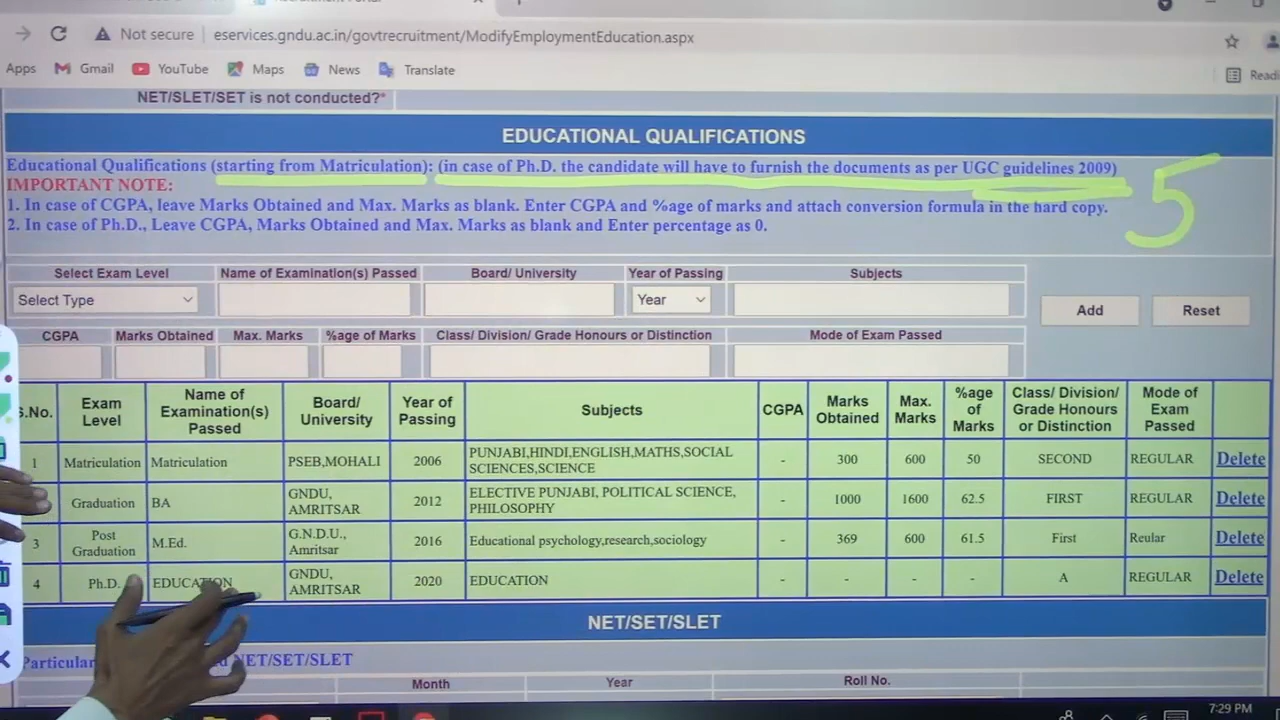 Not secure eservices.gndu.ac.in/govtrecruitment/ModifyEmploymentEducation.aspx
Apps Gmail YouTube Maps News Translate
NET/SLET/SET is not conducted?*
EDUCATIONAL QUALIFICATIONS
Educational Qualifications (starting from Matriculation): (in case of Ph.D. the candidate will have to furnish the documents as per UGC guidelines 2009)
5
IMPORTANT NOTE:
1. In case of CGPA, leave Marks Obtained and Max. Marks as blank. Enter CGPA and %age of marks and attach conversion formula in the hard copy.
2. In case of Ph.D., Leave CGPA, Marks Obtained and Max. Marks as blank and Enter percentage as 0.
Select Exam Level Name of Examination(s) Passed Board/ University Year of Passing Subjects
Select Type Year Add Reset
CGPA Marks Obtained Max. Marks %age of Marks Class/ Division/ Grade Honours or Distinction Mode of Exam Passed
S.No. Exam Level Name of Examination(s) Passed Board/ University Year of Passing Subjects CGPA Marks Obtained Max. Marks %age of Marks Class/ Division/ Grade Honours or Distinction Mode of Exam Passed
1 Matriculation Matriculation PSEB,MOHALI 2006 PUNJABI,HINDI,ENGLISH,MATHS,SOCIAL SCIENCES,SCIENCE - 300 600 50 SECOND REGULAR Delete
Graduation BA GNDU, AMRITSAR 2012 ELECTIVE PUNJABI, POLITICAL SCIENCE, PHILOSOPHY - 1000 1600 62.5 FIRST REGULAR Delete
3 Post Graduation M.Ed. G.N.D.U., Amritsar 2016 Educational psychology,research,sociology - 369 600 61.5 First Reular Delete
4 Ph.D. EDUCATION GNDU, AMRITSAR 2020 EDUCATION - - - - A REGULAR Delete
NET/SET/SLET
Particular NET/SET/SLET
Month Year Roll No.
7:29 PM